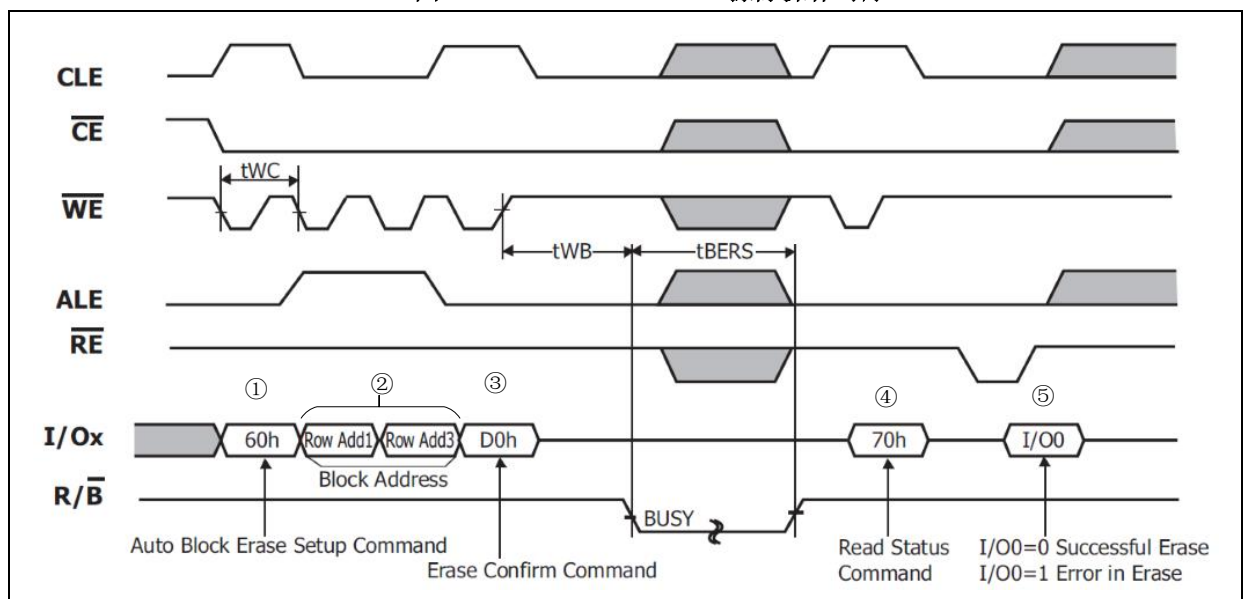 CLE
CE
tWC
WE
tWB
tBERS
ALE
RE
① ② ③ ④ ⑤
I/Ox 60h Row Add1 Row Add3 D0h 70h I/O0
Block Address
R/B
BUSY
Auto Block Erase Setup Command
Erase Confirm Command
Read Status
Command
I/O0=0 Successful Erase
I/O0=1 Error in Erase